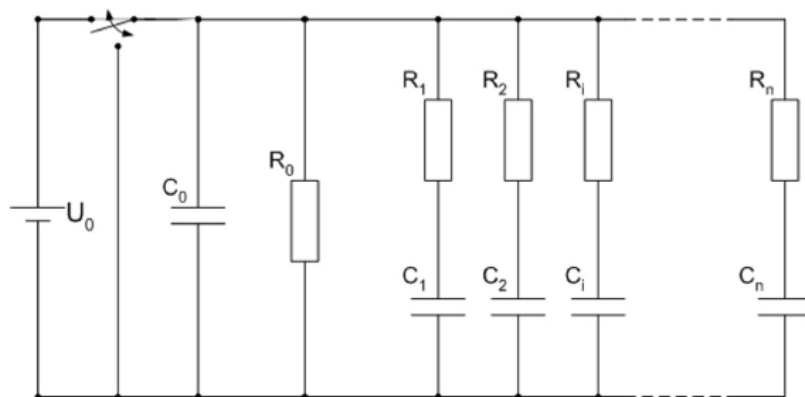 R₁ R₂ Rᵢ Rₙ
R₀
C₀
U₀
C₁ C₂ Cᵢ Cₙ